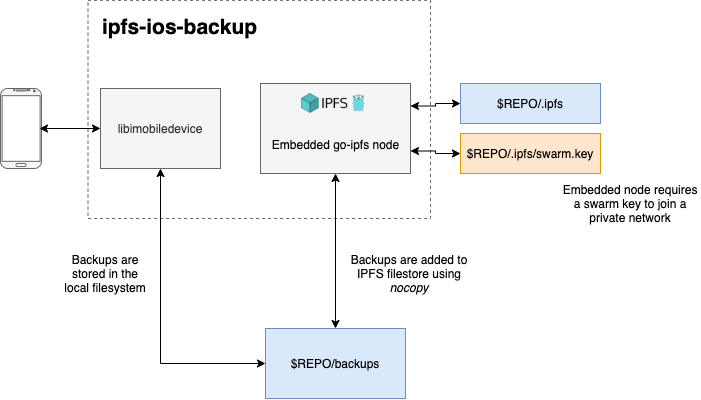 ipfs-ios-backup
IPFS
$REPO/.ipfs
libimobiledevice
Embedded go-ipfs node
$REPO/.ipfs/swarm.key
Embedded node requires
a swarm key to join a
private network
Backups are
stored in the
local filesystem
Backups are added to
IPFS filestore using
nocopy
$REPO/backups